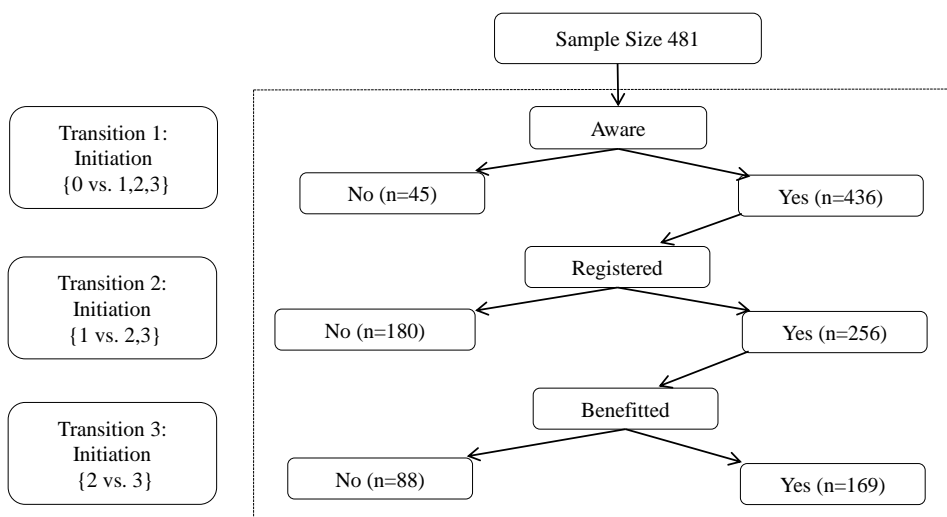 Sample Size 481
Transition 1:
Initiation
{0 vs. 1,2,3}
Aware
No (n=45)
Yes (n=436)
Transition 2:
Initiation
{1 vs. 2,3}
Registered
No (n=180)
Yes (n=256)
Transition 3:
Initiation
{2 vs. 3}
Benefitted
No (n=88)
Yes (n=169)